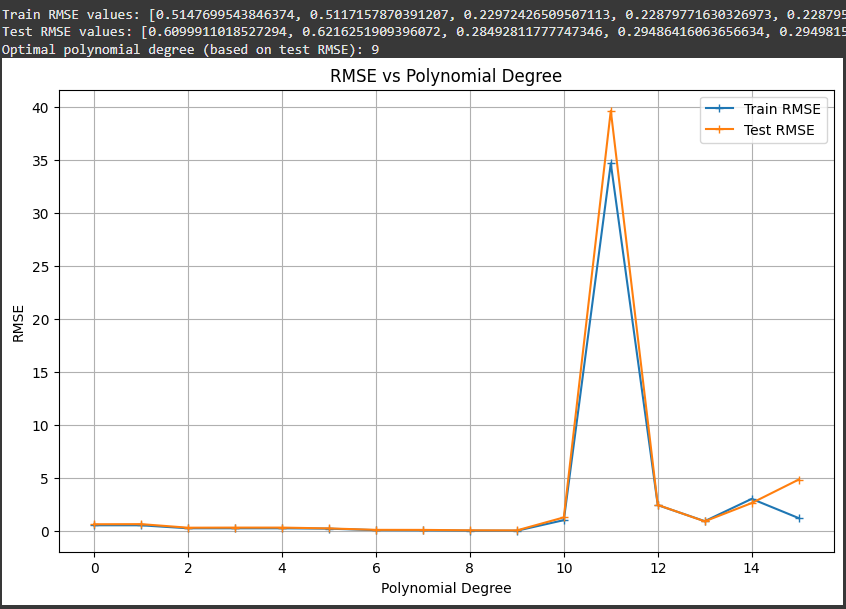 Train RMSE values: [0.5147699543846374, 0.5117157870391207, 0.22972426509507113, 0.22879771630326973, 0.228795
Test RMSE values: [0.6099911018527294, 0.6216251909396072, 0.28492811777747346, 0.29486416063656634, 0.2949815
Optimal polynomial degree (based on test RMSE): 9
RMSE vs Polynomial Degree
Train RMSE
Test RMSE
40
35
30
25
20
15
10
5
0
RMSE
0 2 4 6 8 10 12 14
Polynomial Degree